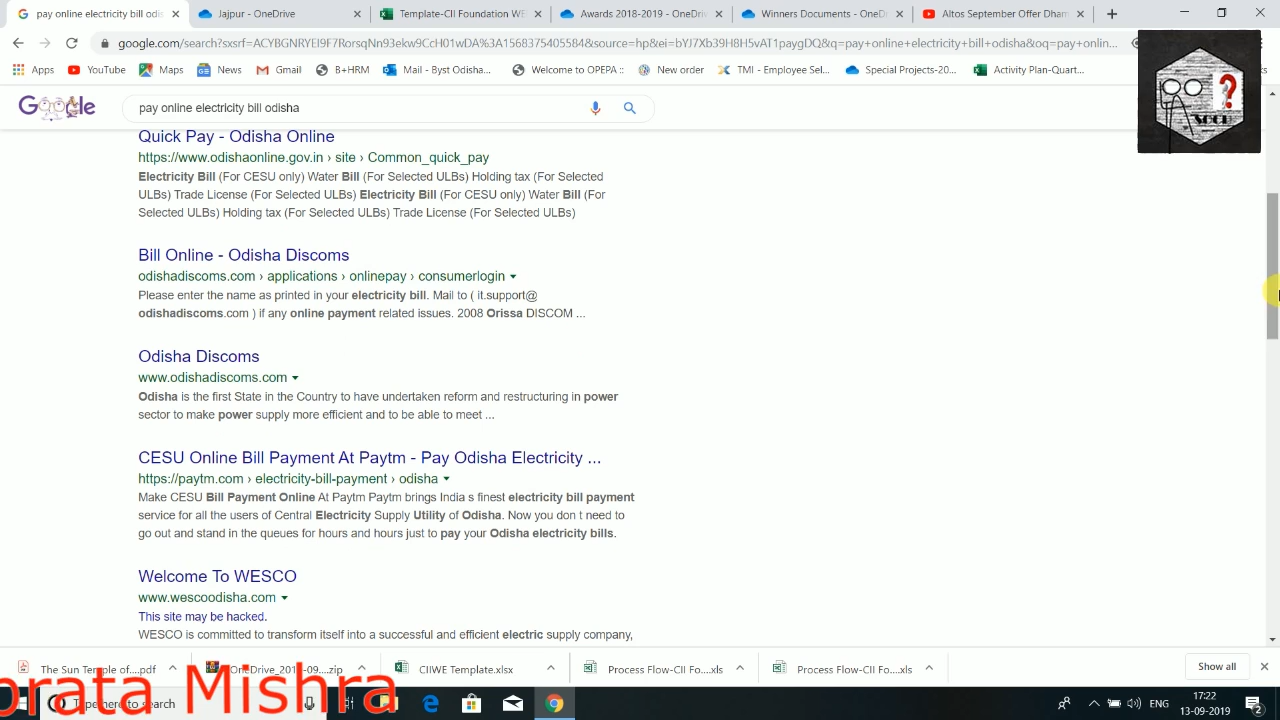 pay online electricity bill odisha
Jaipur - OneDrive
Template-CII Foundation WE
Awards 2018-2019 - OneDri
Winners Documents - OneD
Altos September Offer Dham
google.com/search?
=source=hp&ei=bYJ7Xb39H8H5vAT1paygDQ&q=pay+online+electricity+bill+odisha&oq=pay+onlin...
Apps
YouTube
Maps
News
Gmail
B+HRM
Mail - Byst Odis
Welcome to OPELX ::
New order
TMI - Employee Sel...
Special-Project
Activity Plan-Quart...
Google
pay online electricity bill odisha
?
Quick Pay - Odisha Online
https://www.odishaonline.gov.in › site › Common_quick_pay
Electricity Bill (For CESU only) Water Bill (For Selected ULBs) Holding tax (For Selected
ULBs) Trade License (For Selected ULBs) Electricity Bill (For CESU only) Water Bill (For
Selected ULBs) Holding tax (For Selected ULBs) Trade License (For Selected ULBs)
Bill Online - Odisha Discoms
odishadiscoms.com › applications › onlinepay › consumerlogin
Please enter the name as printed in your electricity bill. Mail to ( it.support@
odishadiscoms.com ) if any online payment related issues. 2008 Orissa DISCOM ...
Odisha Discoms
www.odishadiscoms.com
Odisha is the first State in the Country to have undertaken reform and restructuring in power
sector to make power supply more efficient and to be able to meet ...
CESU Online Bill Payment At Paytm - Pay Odisha Electricity ...
https://paytm.com › electricity-bill-payment › odisha
Make CESU Bill Payment Online At Paytm Paytm brings India s finest electricity bill payment
service for all the users of Central Electricity Supply Utility of Odisha. Now you don t need to
go out and stand in the queues for hours and hours just to pay your Odisha electricity bills.
Welcome To WESCO
www.wescoodisha.com
This site may be hacked.
WESCO is committed to transform itself into a successful and efficient electric supply company,
The Sun Temple of....pdf
OneDrive_2019-09....zip
CIIWE Template.xlsx
Process Flow-CII Fo....xls
Process Flow-CII Fo....xls
Show all
brata Mishra
Type here to search
ENG
17:22
13-09-2019
2